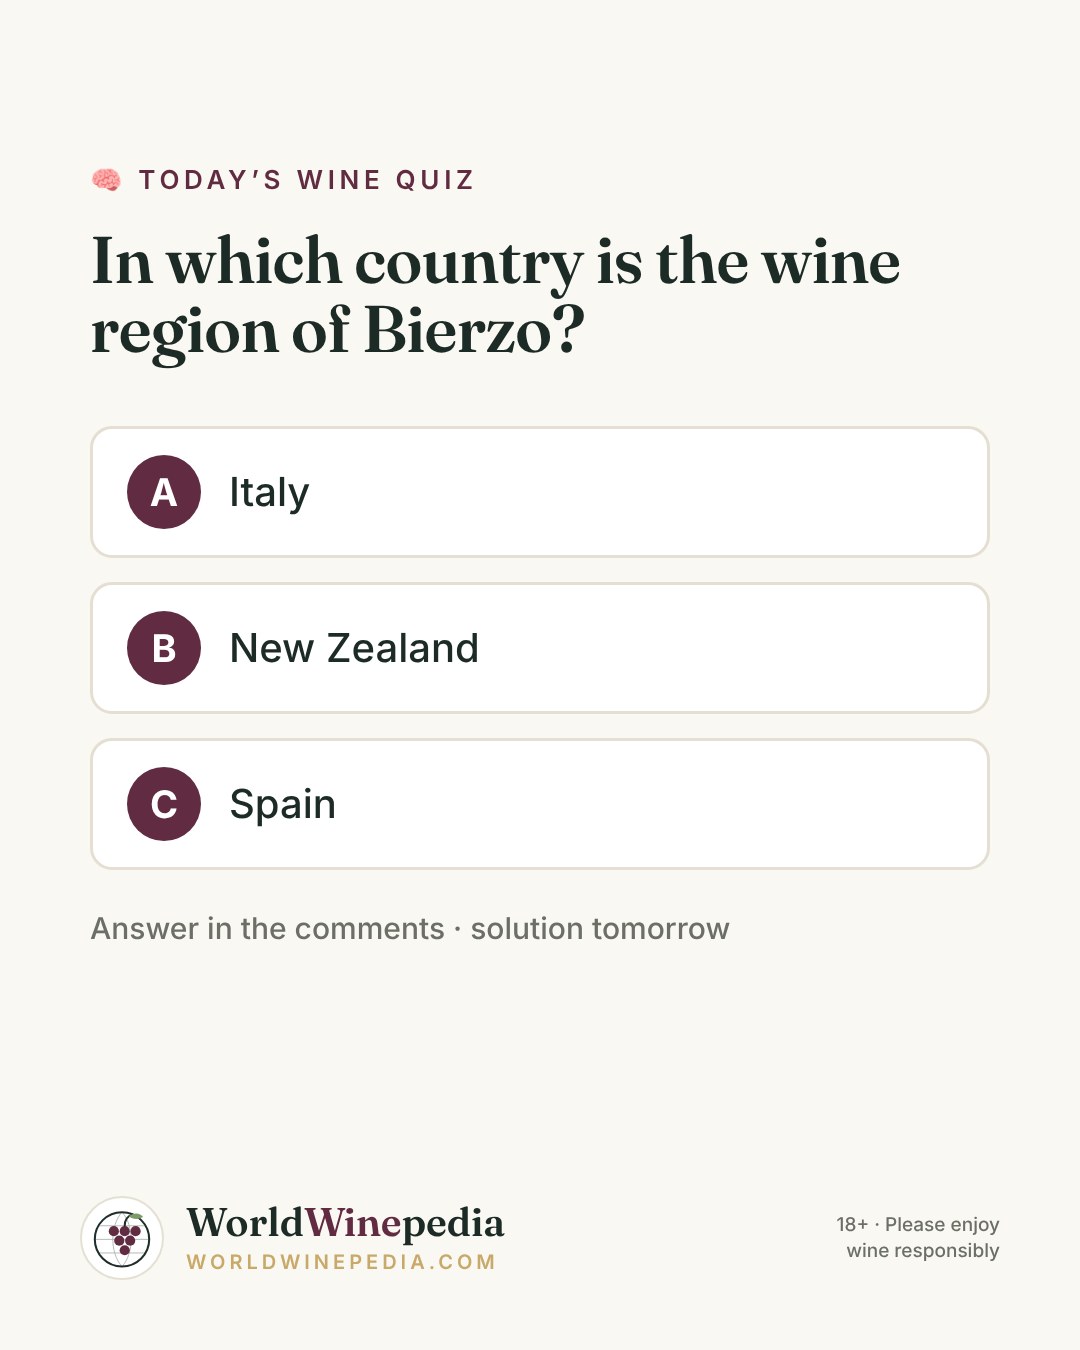 🧠 TODAY’S WINE QUIZ
In which country is the wine
region of Bierzo?
A Italy
B New Zealand
C Spain
Answer in the comments · solution tomorrow
WorldWinepedia
WORLDWINEPEDIA.COM
18+ · Please enjoy
wine responsibly